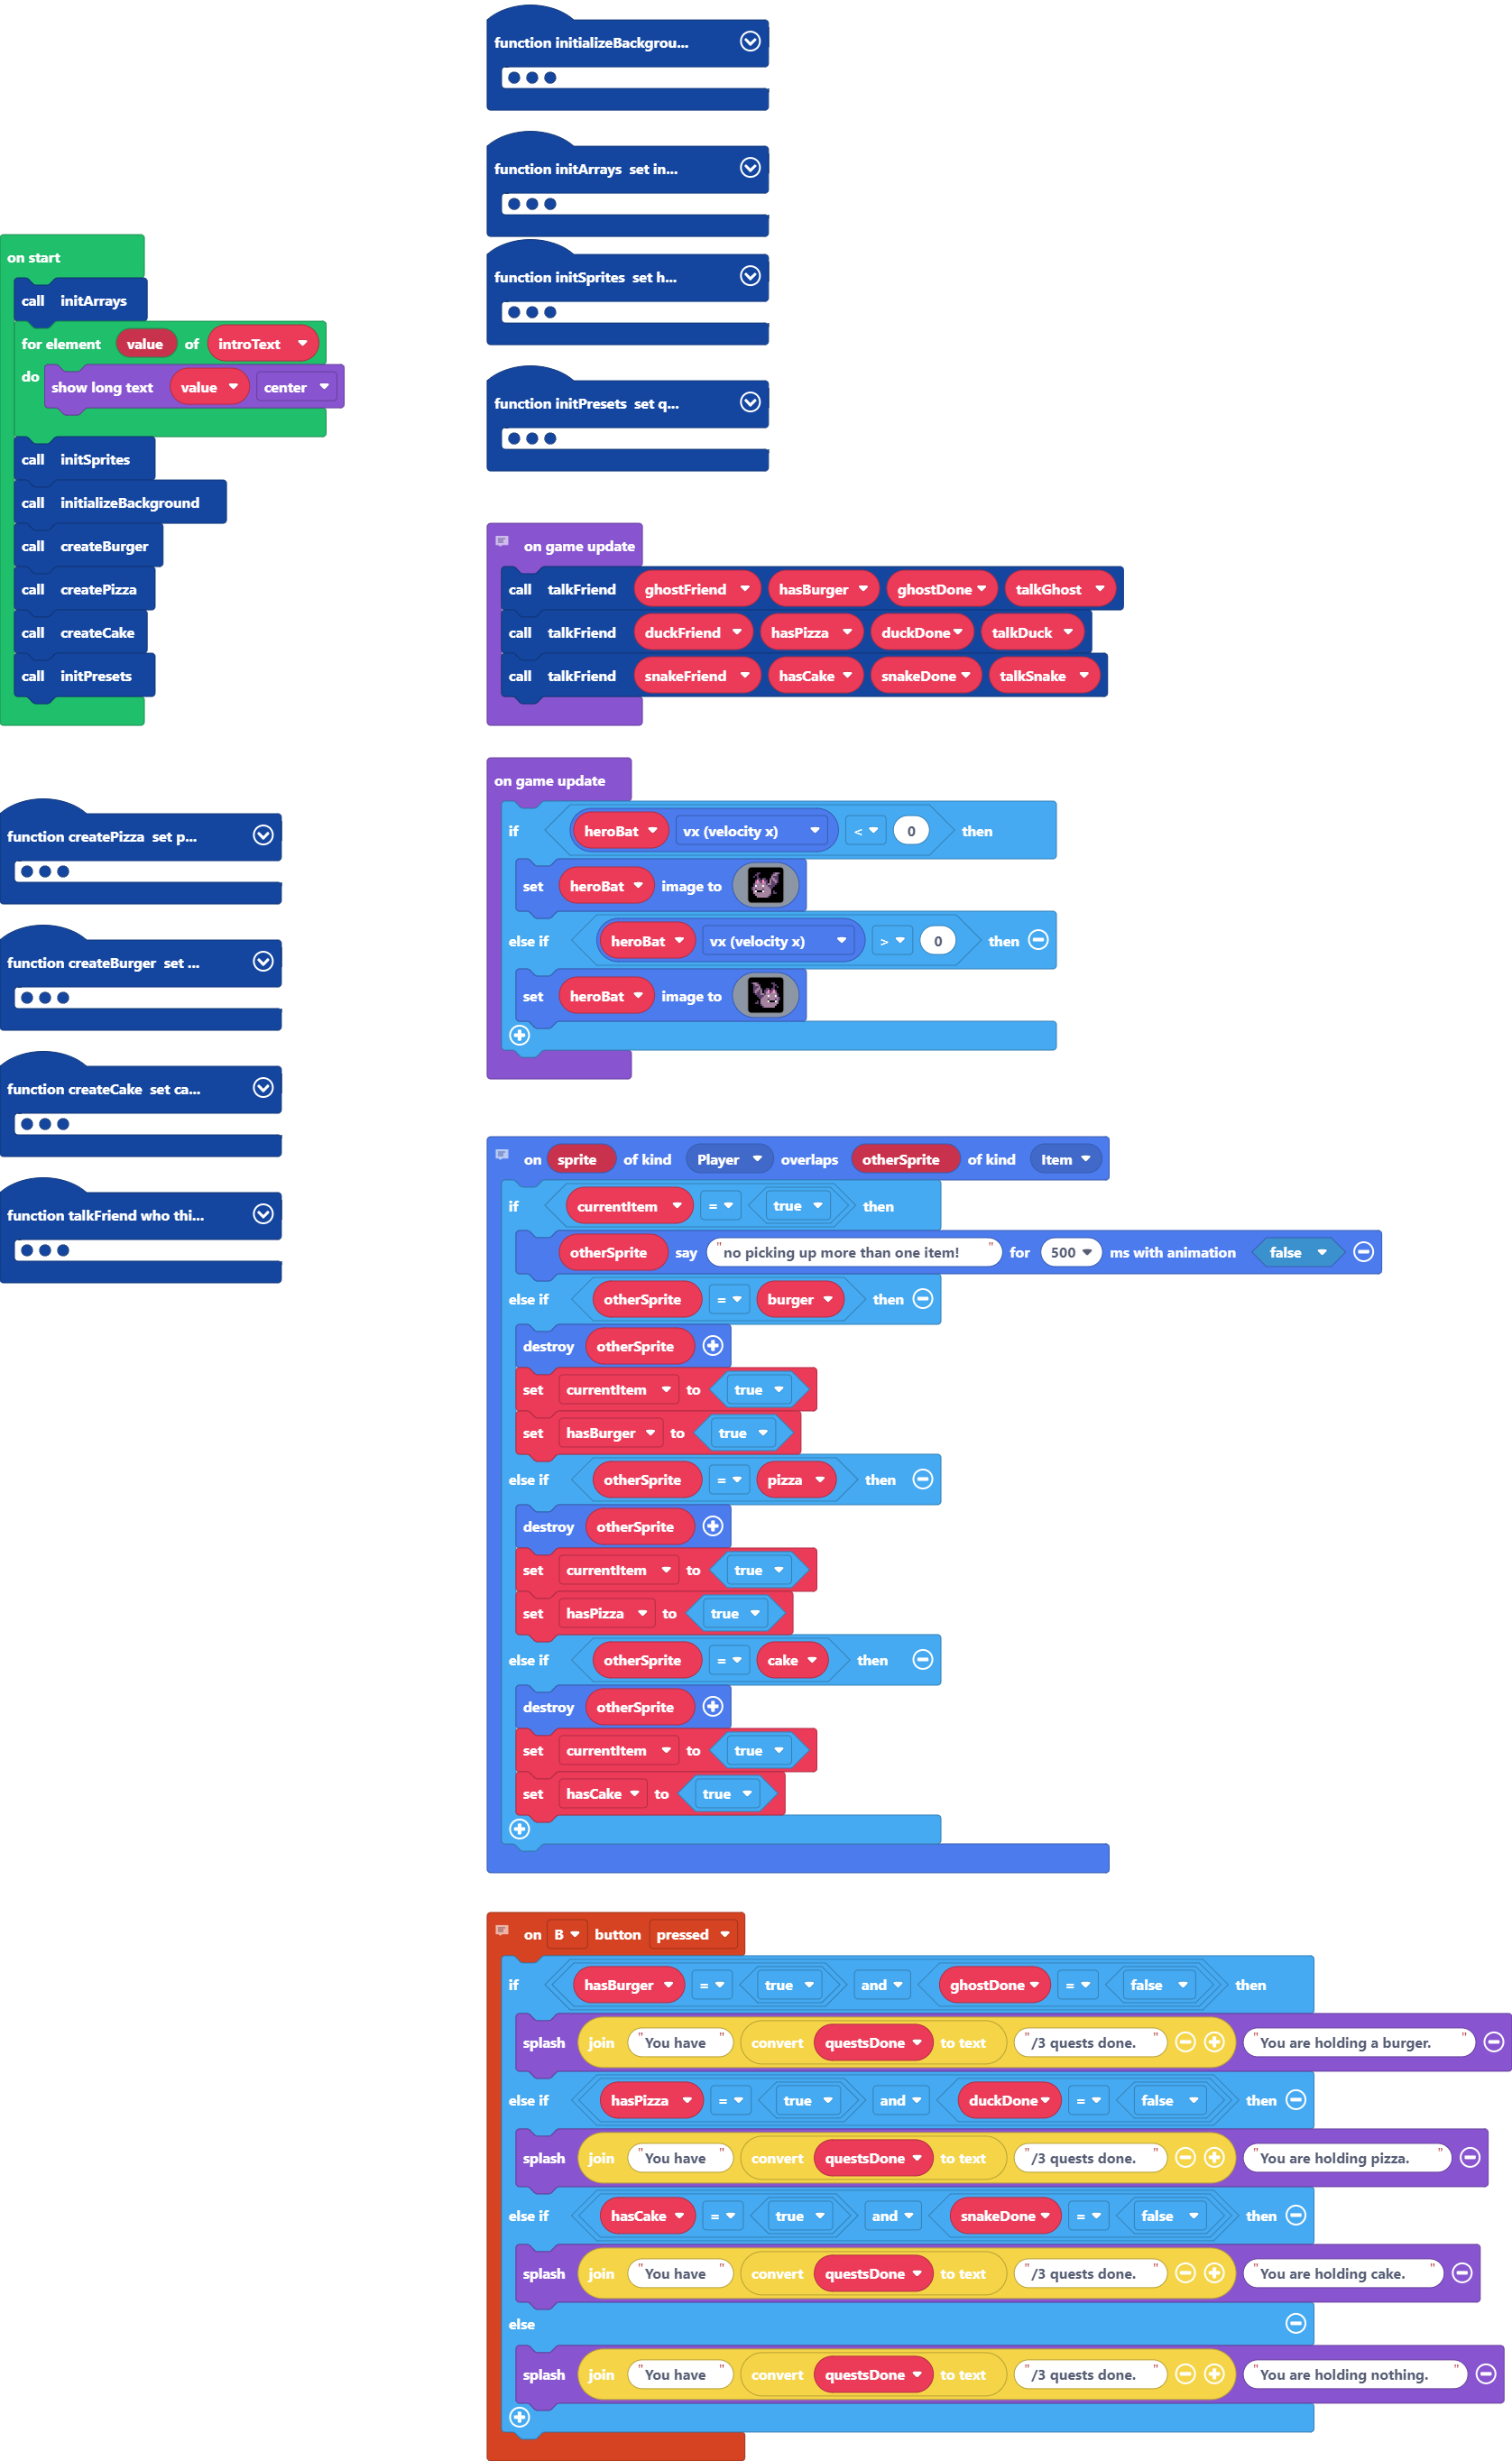 on start
call initArrays
for element value of introText
do show long text value center
call initSprites
call initializeBackground
call createBurger
call createPizza
call createCake
call initPresets
function createPizza set p...
function createBurger set ...
function createCake set ca...
function talkFriend who thi...
function initializeBackgrou...
function initArrays set in...
function initSprites set h...
function initPresets set q...
on game update
call talkFriend ghostFriend hasBurger ghostDone talkGhost
call talkFriend duckFriend hasPizza duckDone talkDuck
call talkFriend snakeFriend hasCake snakeDone talkSnake
on game update
if heroBat vx (velocity x) < 0 then
set heroBat image to
else if heroBat vx (velocity x) > 0 then
set heroBat image to
on sprite of kind Player overlaps otherSprite of kind Item
if currentItem = true then
otherSprite say "no picking up more than one item!" for 500 ms with animation false
else if otherSprite = burger then
destroy otherSprite
set currentItem to true
set hasBurger to true
else if otherSprite = pizza then
destroy otherSprite
set currentItem to true
set hasPizza to true
else if otherSprite = cake then
destroy otherSprite
set currentItem to true
set hasCake to true
on B button pressed
if hasBurger = true and ghostDone = false then
splash join "You have " convert questsDone to text "/3 quests done. " "You are holding a burger. "
else if hasPizza = true and duckDone = false then
splash join "You have " convert questsDone to text "/3 quests done. " "You are holding pizza. "
else if hasCake = true and snakeDone = false then
splash join "You have " convert questsDone to text "/3 quests done. " "You are holding cake. "
else
splash join "You have " convert questsDone to text "/3 quests done. " "You are holding nothing. "